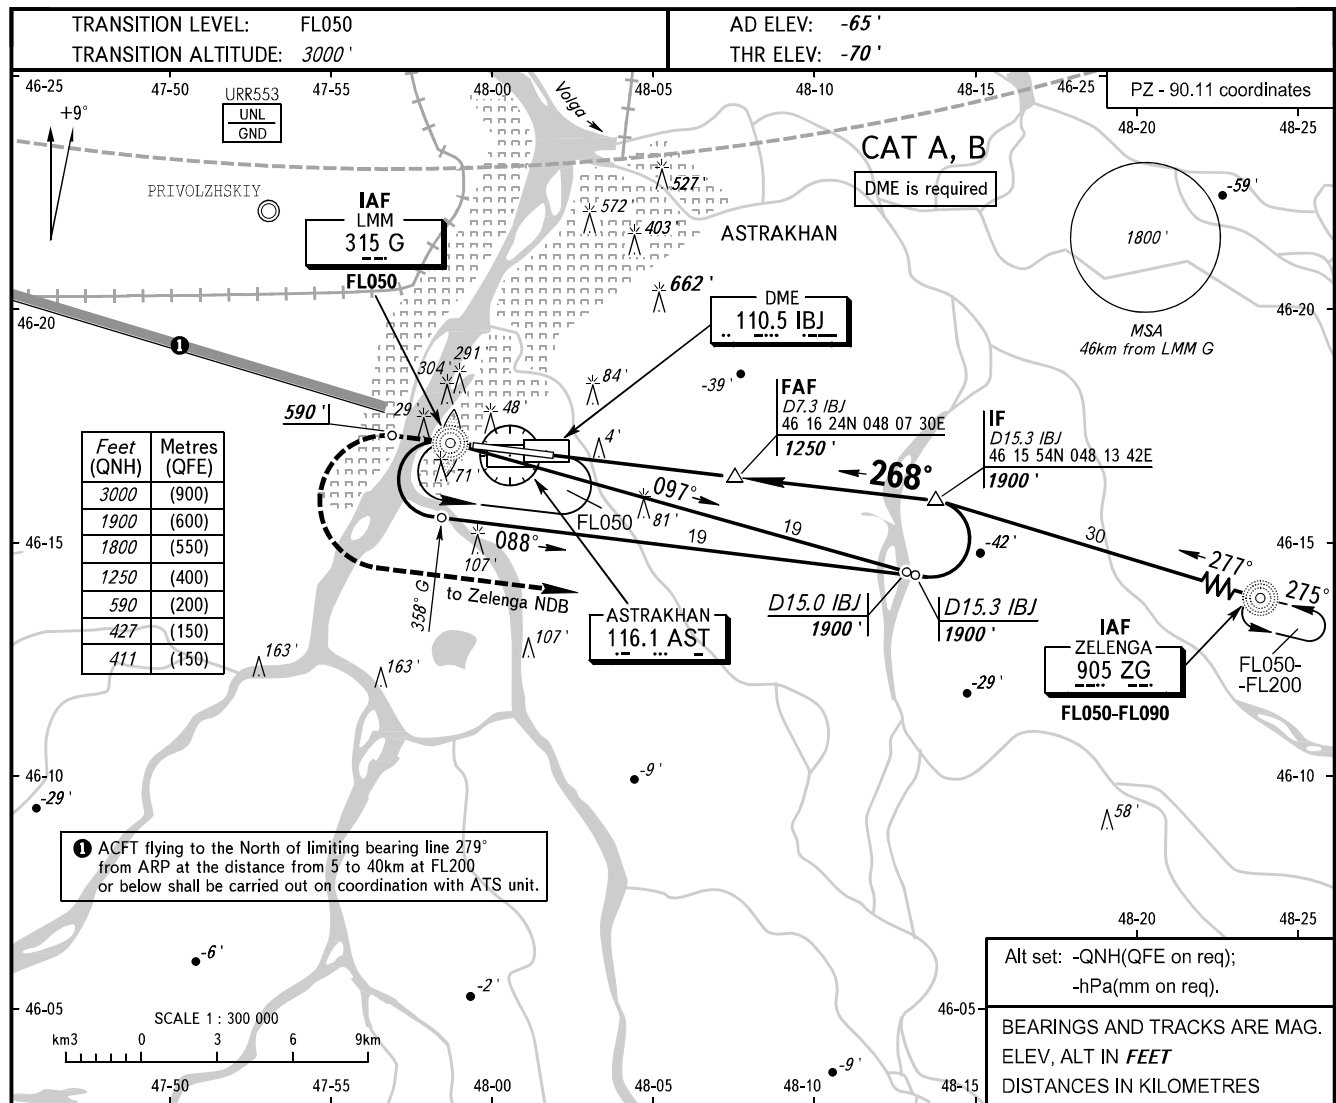 TRANSITION LEVEL: FL050
TRANSITION ALTITUDE: 3000'
AD ELEV: -65'
THR ELEV: -70'
46-25 47-50 47-55 48-00 48-05 48-10 46-25
PZ - 90.11 coordinates
48-20 48-25
+9°
URR553
UNL
GND
Volga
PRIVOLZHSKIY
CAT A, B
DME is required
-59'
IAF
LMM
315 G
FL050
527'
572'
403'
ASTRAKHAN
662'
1800'
MSA
46km from LMM G
46-20
46-20
DME
110.5 IBJ
1
291'
304'
84'
-39'
29'
48'
4'
71'
590'
FAF
D7.3 IBJ
46 16 24N 048 07 30E
1250'
IF
D15.3 IBJ
46 15 54N 048 13 42E
1900'
268°
097°
FL050
81'
19
Feet (QNH) Metres (QFE)
3000 (900)
1900 (600)
1800 (550)
1250 (400)
590 (200)
427 (150)
411 (150)
46-15
46-15
088°
19
107'
-42'
30
277°
275°
358° G
to Zelenga NDB
ASTRAKHAN
116.1 AST
D15.0 IBJ
1900'
D15.3 IBJ
1900'
IAF
ZELENGA
905 ZG
FL050-FL090
FL050-
-FL200
107'
163'
163'
-29'
46-10
46-10
-9'
-29'
58'
1 ACFT flying to the North of limiting bearing line 279°
from ARP at the distance from 5 to 40km at FL200
or below shall be carried out on coordination with ATS unit.
48-20 48-25
-6'
-2'
Alt set: -QNH(QFE on req);
-hPa(mm on req).
46-05
46-05
SCALE 1 : 300 000
km3 0 3 6 9km
BEARINGS AND TRACKS ARE MAG.
ELEV, ALT IN FEET
DISTANCES IN KILOMETRES
-9'
47-50 47-55 48-00 48-05 48-10 48-15